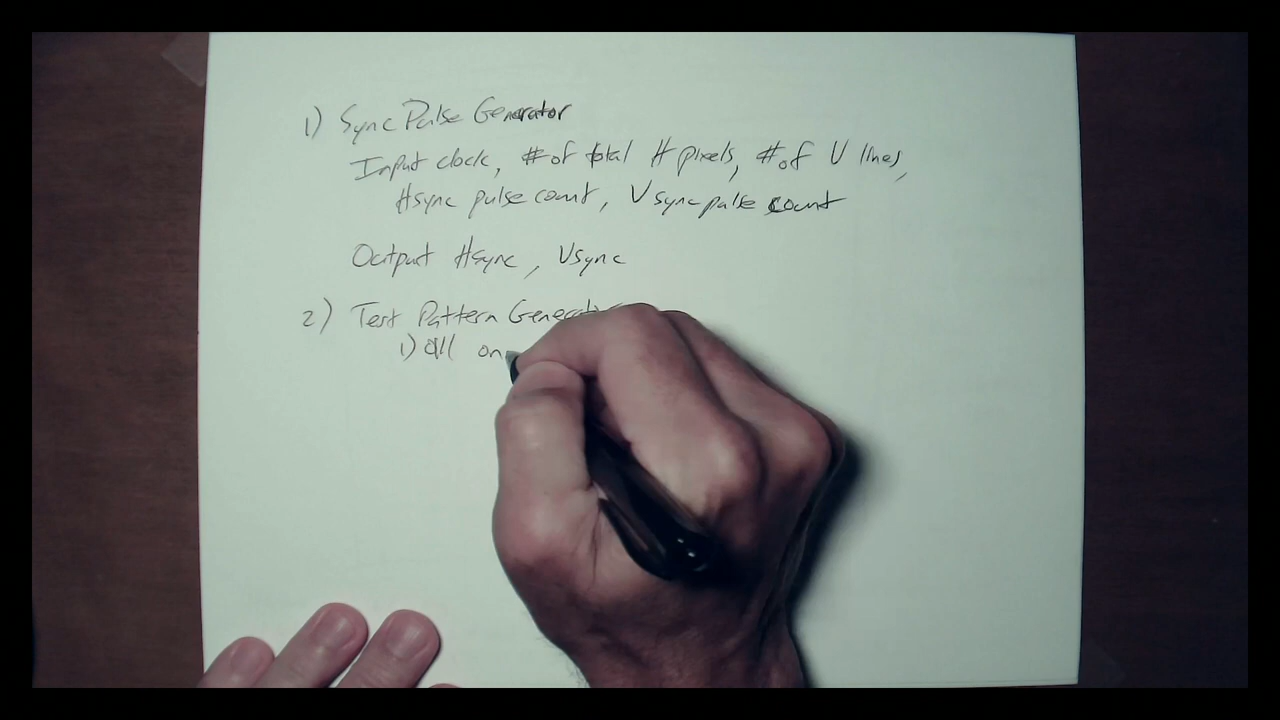 1) Sync Pulse Generator
Input clock, # of total H pixels, # of V lines,
Hsync pulse count, V sync pulse count
Output Hsync, Vsync
2) Test Pattern
1) All on